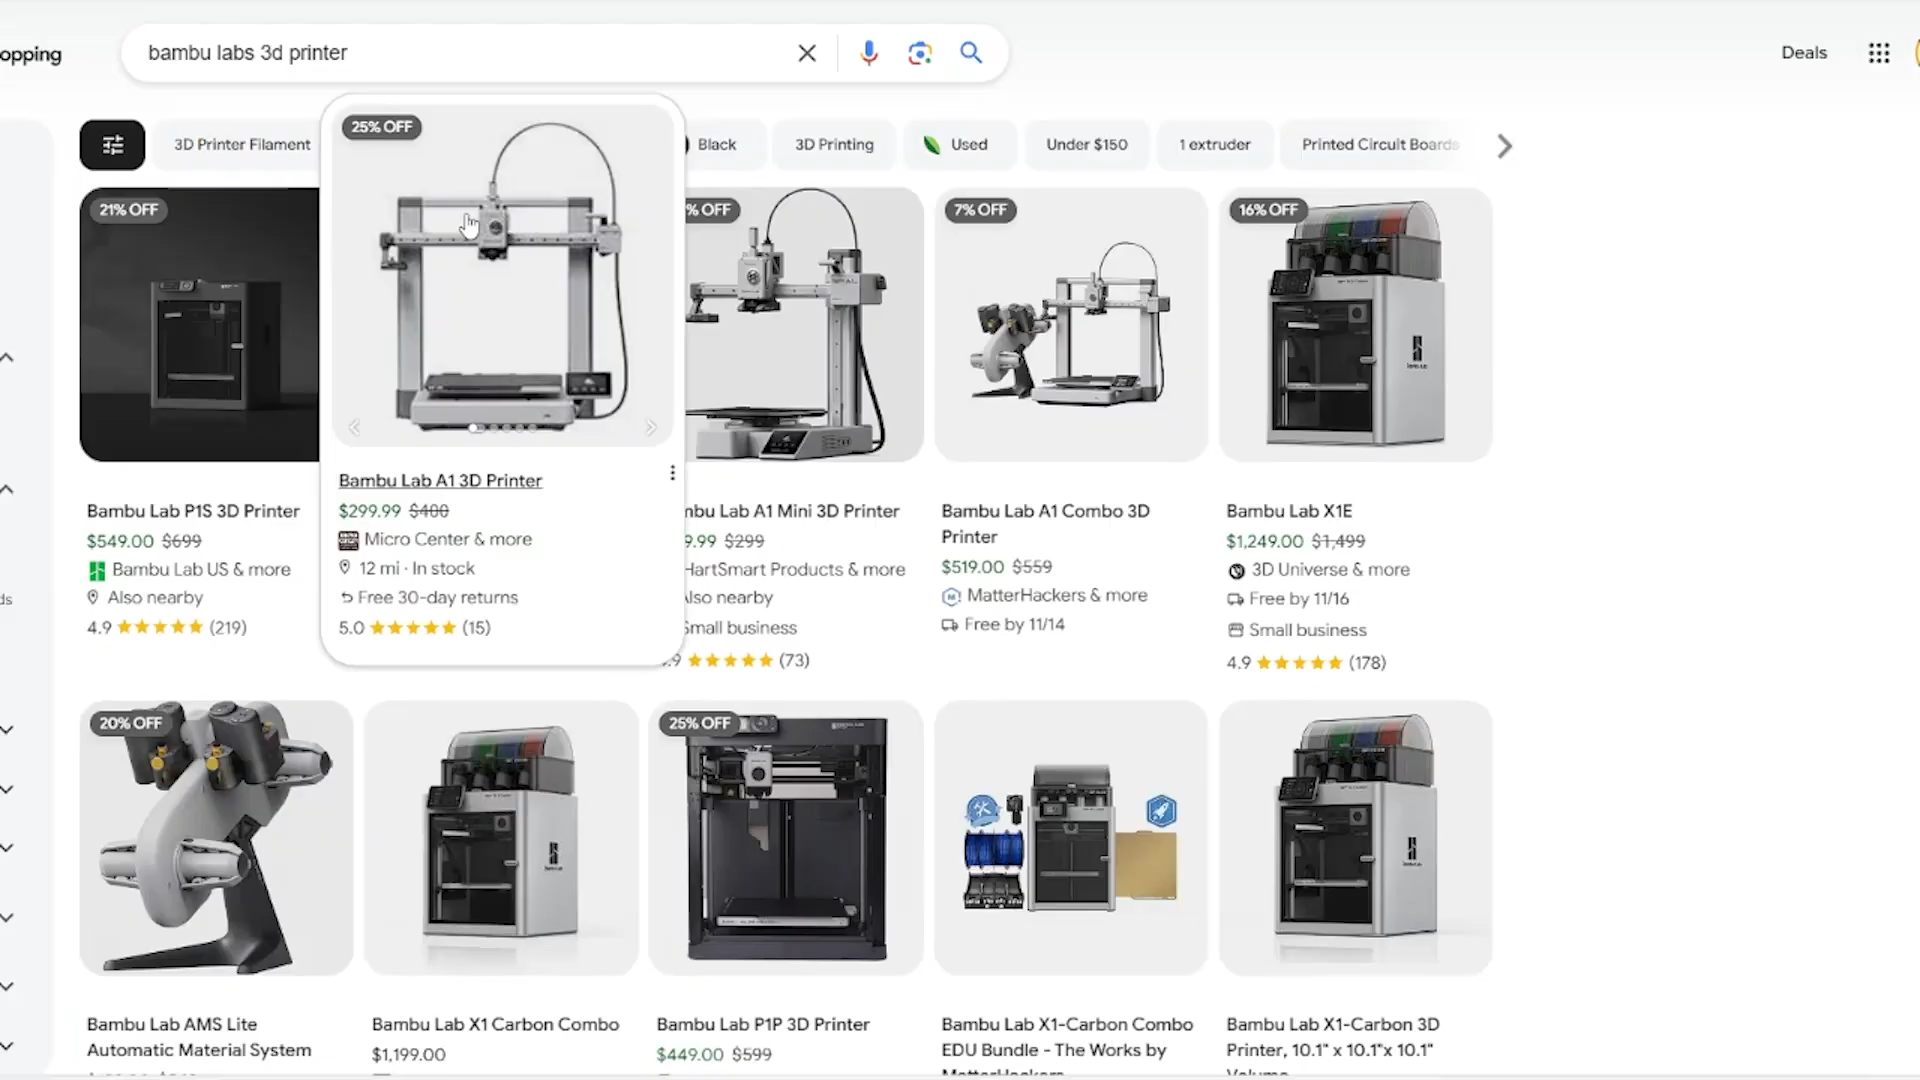 opping
bambu labs 3d printer
Deals
3D Printer Filament
Black
3D Printing
Used
Under $150
1 extruder
Printed Circuit Boards
21% OFF
Bambu Lab P1S 3D Printer
$549.00 $699
Bambu Lab US & more
Also nearby
4.9 (219)
25% OFF
Bambu Lab A1 3D Printer
$299.99 $400
Micro Center & more
12 mi · In stock
Free 30-day returns
5.0 (15)
% OFF
mbu Lab A1 Mini 3D Printer
9.99 $299
HartSmart Products & more
Also nearby
Small business
.9 (73)
7% OFF
Bambu Lab A1 Combo 3D
Printer
$519.00 $559
MatterHackers & more
Free by 11/14
16% OFF
Bambu Lab X1E
$1,249.00 $1,499
3D Universe & more
Free by 11/16
Small business
4.9 (178)
ds
20% OFF
Bambu Lab AMS Lite
Automatic Material System
Bambu Lab X1 Carbon Combo
$1,199.00
25% OFF
Bambu Lab P1P 3D Printer
$449.00 $599
Bambu Lab X1-Carbon Combo
EDU Bundle - The Works by
MatterHackers
Bambu Lab X1-Carbon 3D
Printer, 10.1" x 10.1"x 10.1"
Volume